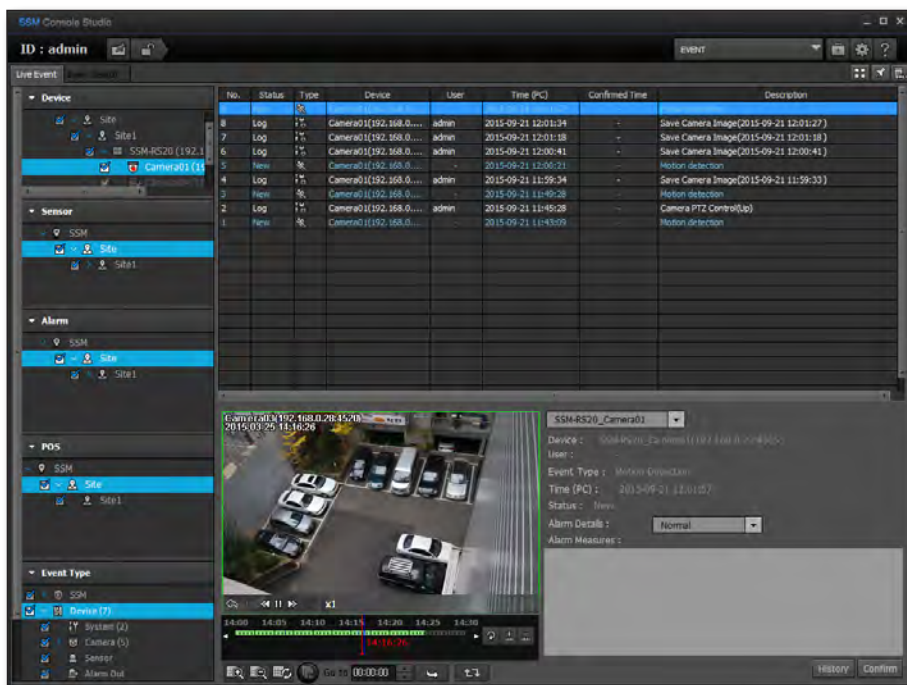 SSM Console Studio
ID : admin
EVENT
Live Event
No. Status Type Device User Time (PC) Confirmed Time Description
8 Log Camera01(192.168.0.... admin 2015-09-21 12:01:34 Save Camera Image(2015-09-21 12:01:27)
7 Log Camera01(192.168.0.... admin 2015-09-21 12:01:18 - Save Camera Image(2015-09-21 12:01:18)
6 Log Camera01(192.168.0.... admin 2015-09-21 12:00:41 - Save Camera Image(2015-09-21 12:00:41)
5 New Camera01(192.168.0.... - 2015-09-21 12:00:21 Motion detection
4 Log Camera01(192.168.0.... admin 2015-09-21 11:59:34 - Save Camera Image(2015-09-21 11:59:33)
3 New Camera01(192.168.0.... 2015-09-21 11:49:28 Motion detection
2 Log Camera01(192.168.0.... admin 2015-09-21 11:45:28 - Camera PTZ Control(Up)
1 New Camera01(192.168.0.... 2015-09-21 11:43:09 Motion detection
Device
Site
Site1
SSM-RS20 (192.1
Camera01 (19
Sensor
SSM
Site
Site1
Alarm
SSM
Site
Site1
POS
SSM
Site
Site1
Event Type
SSM
Device (7)
System (2)
Camera (5)
Sensor
Alarm Out
Camera03(192.168.0.28:4520)
2015-03-25 14:16:26
x1
14:00 14:05 14:10 14:15 14:20 14:25 14:30
14:16:26
Go to 00:00:00
SSM-RS20_Camera01
Device :
User :
Event Type : Motion Detection
Time (PC) : 2015-09-21 12:01:57
Status : New
Alarm Details : Normal
Alarm Measures :
History Confirm